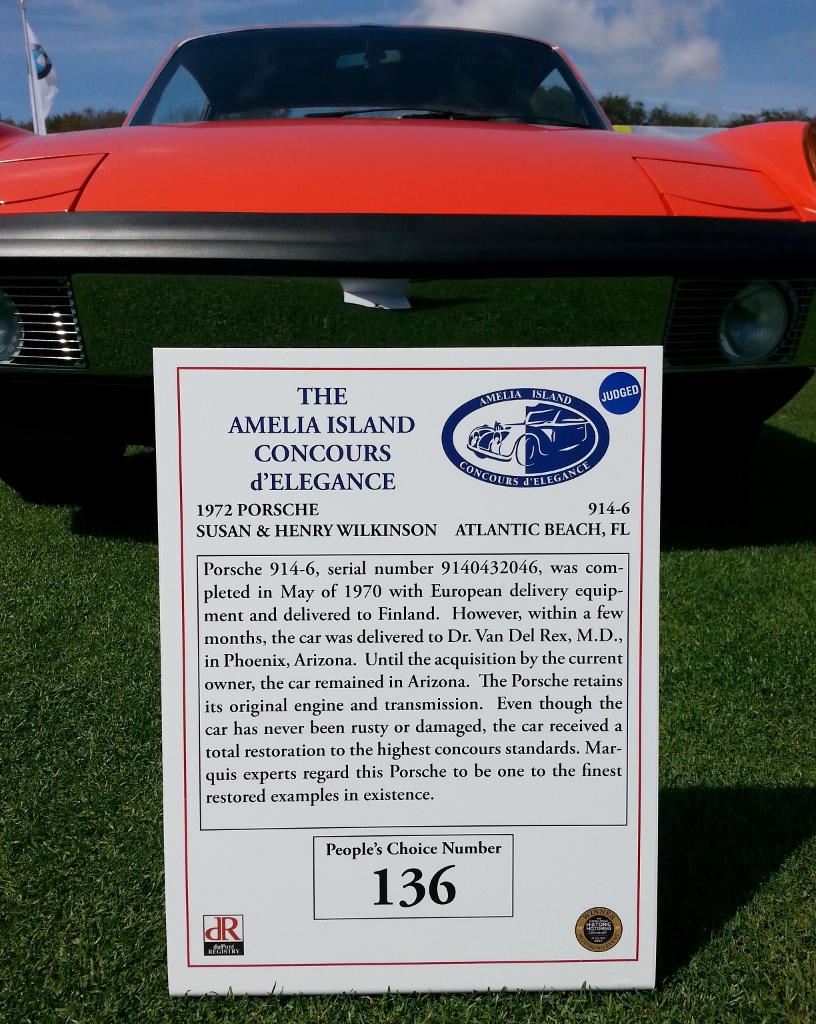 THE
AMELIA ISLAND
CONCOURS
d'ELEGANCE
AMELIA ISLAND
CONCOURS d'ELEGANCE
JUDGED
1972 PORSCHE 914-6
SUSAN & HENRY WILKINSON ATLANTIC BEACH, FL
Porsche 914-6, serial number 9140432046, was com-
pleted in May of 1970 with European delivery equip-
ment and delivered to Finland. However, within a few
months, the car was delivered to Dr. Van Del Rex, M.D.,
in Phoenix, Arizona. Until the acquisition by the current
owner, the car remained in Arizona. The Porsche retains
its original engine and transmission. Even though the
car has never been rusty or damaged, the car received a
total restoration to the highest concours standards. Mar-
quis experts regard this Porsche to be one to the finest
restored examples in existence.
People's Choice Number
136
dR
duPont
REGISTRY
WINNER
HISTORIC
MOTORING